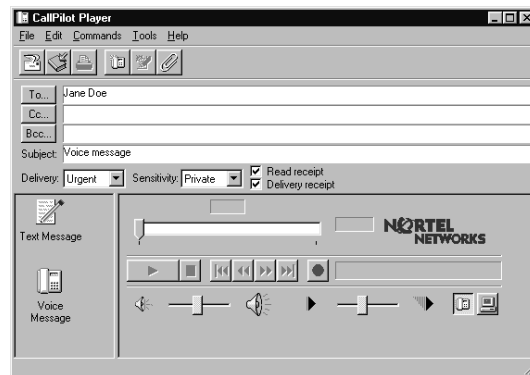 CallPilot Player
File Edit Commands Tools Help
To... Jane Doe
Cc...
Bcc...
Subject: Voice message
Delivery: Urgent Sensitivity: Private Read receipt
Delivery receipt
Text Message
Voice
Message
NORTEL
NETWORKS